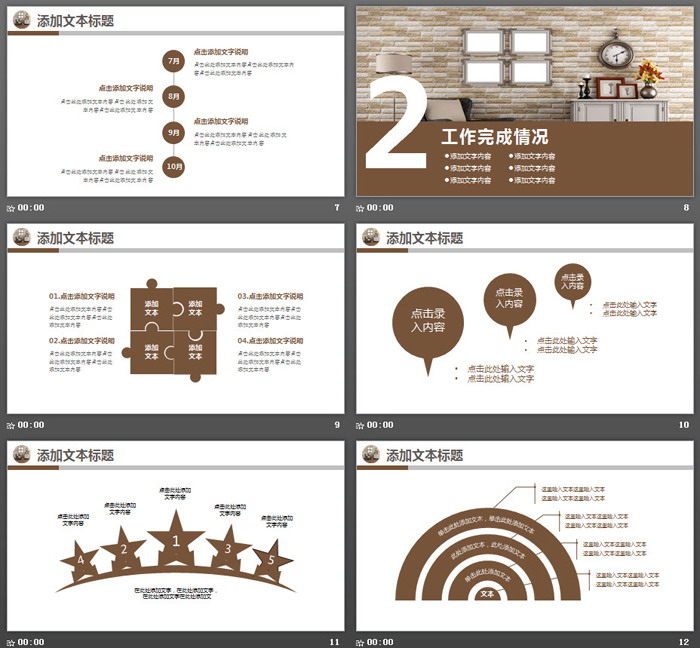 添加文本标题
7月
点击添加文字说明
点击此处添加文本内容点击此处添加文本内
容点击此处添加文本内容
点击添加文字说明
点击此处添加文本内容点击此处添加文
本内容点击此处添加文本内容
8月
9月
点击添加文字说明
点击此处添加文本内容点击此处添加文
本内容点击此处添加文本内容
点击添加文字说明
点击此处添加文本内容点击此处添
加文本内容点击此处添加文本内容
10月
00:00
7
2
工作完成情况
添加文字内容 添加文字内容
添加文字内容 添加文字内容
添加文字内容 添加文字内容
00:00
8
添加文本标题
01.点击添加文字说明
点击此处添加文本内容点击
此处添加文本内容点击此处
添加文本内容
02.点击添加文字说明
点击此处添加文本内容点击
此处添加文本内容点击此处
添加文本内容
添加
文本
添加
文本
添加
文本
添加
文本
03.点击添加文字说明
点击此处添加文本内容点击
此处添加文本内容点击此处
添加文本内容
04.点击添加文字说明
点击此处添加文本内容点击
此处添加文本内容点击此处
添加文本内容
00:00
9
添加文本标题
点击录
入内容
点击录
入内容
点击录
入内容
点击此处输入文字
点击此处输入文字
点击此处输入文字
点击此处输入文字
点击此处输入文字
点击此处输入文字
00:00
10
添加文本标题
点击此处添加
文字内容
点击此处添加
文字内容
点击此处添加
文字内容
点击此处添加
文字内容
点击此处添加
文字内容
4
2
1
3
5
在此处添加文字，在此处添加文字，
在此处添加文字在此处添加文
00:00
11
添加文本标题
单击此处添加文本，单击此处添加文本
此处添加文本，此处添加文本
单击此处添加文本
文本
这里输入文本这里输入文本
这里输入文本这里输入文本
这里输入文本这里输入文本
这里输入文本这里输入文本
这里输入文本这里输入文本
这里输入文本这里输入文本
这里输入文本这里输入文本
这里输入文本这里输入文本
00:00
12